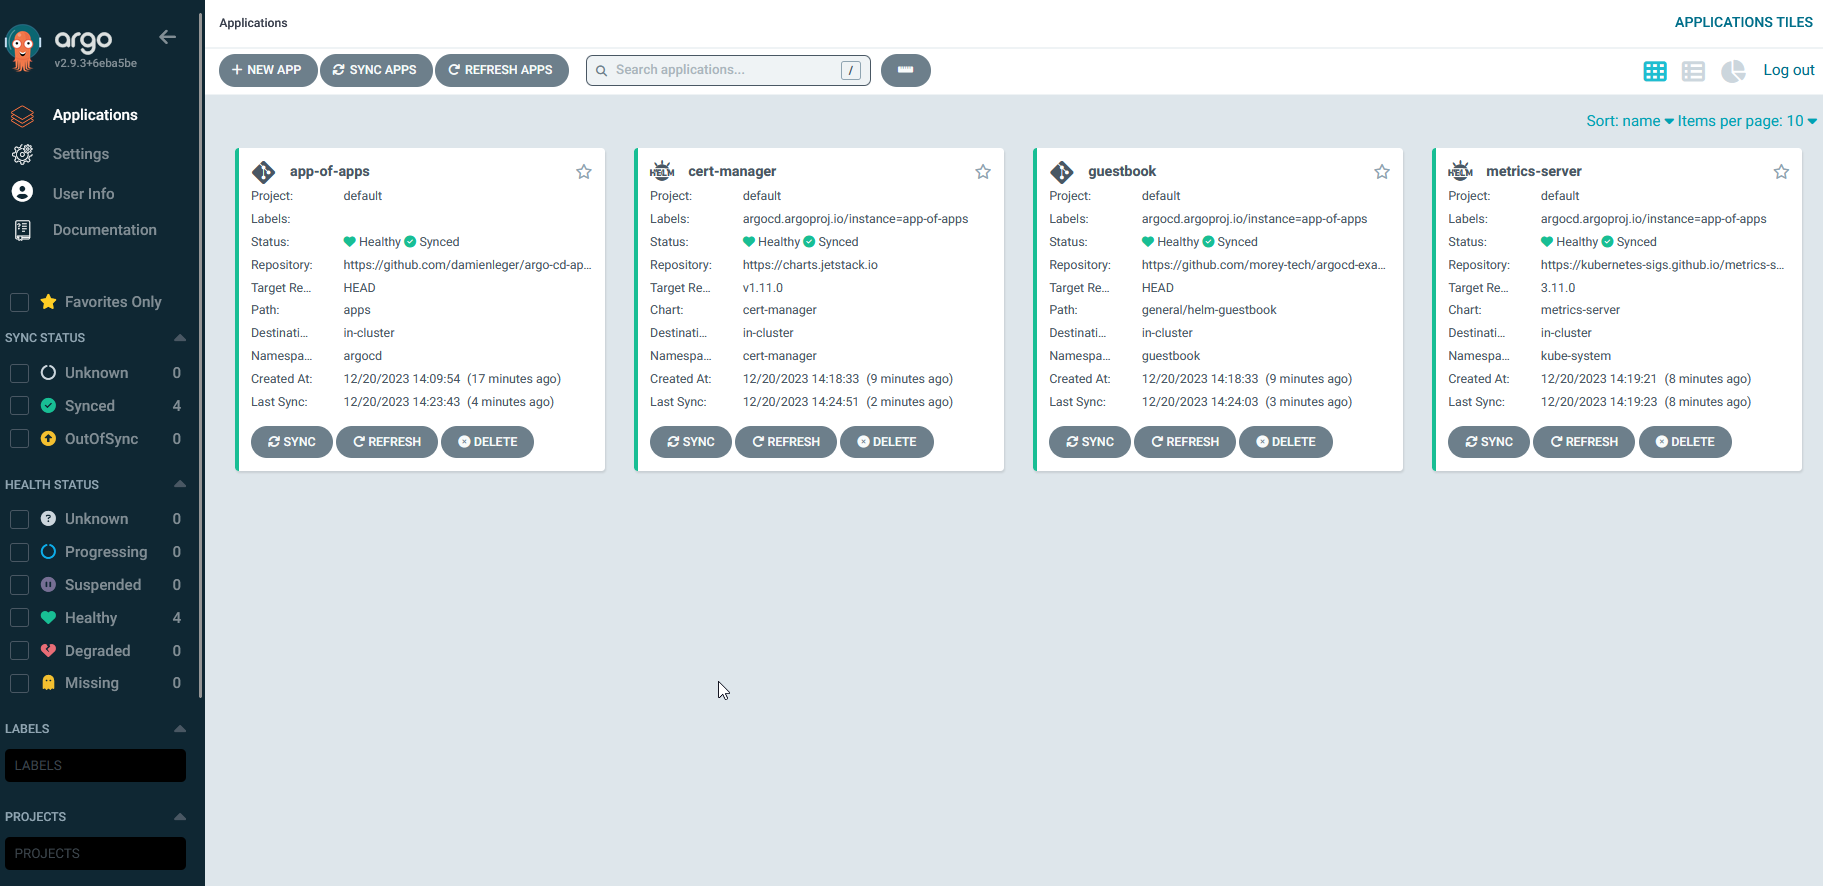 argo
v2.9.3+6eba5be
Applications
Settings
User Info
Documentation
Favorites Only
SYNC STATUS
Unknown 0
Synced 4
OutOfSync 0
HEALTH STATUS
Unknown 0
Progressing 0
Suspended 0
Healthy 4
Degraded 0
Missing 0
LABELS
LABELS
PROJECTS
PROJECTS
Applications
APPLICATIONS TILES
+ NEW APP
SYNC APPS
REFRESH APPS
Search applications...
/
Log out
Sort: name
Items per page: 10
app-of-apps
Project: default
Labels:
Status: Healthy Synced
Repository: https://github.com/damienleger/argo-cd-ap...
Target Re... HEAD
Path: apps
Destinati... in-cluster
Namespa... argocd
Created At: 12/20/2023 14:09:54 (17 minutes ago)
Last Sync: 12/20/2023 14:23:43 (4 minutes ago)
SYNC
REFRESH
DELETE
HELM
cert-manager
Project: default
Labels: argocd.argoproj.io/instance=app-of-apps
Status: Healthy Synced
Repository: https://charts.jetstack.io
Target Re... v1.11.0
Chart: cert-manager
Destinati... in-cluster
Namespa... cert-manager
Created At: 12/20/2023 14:18:33 (9 minutes ago)
Last Sync: 12/20/2023 14:24:51 (2 minutes ago)
SYNC
REFRESH
DELETE
guestbook
Project: default
Labels: argocd.argoproj.io/instance=app-of-apps
Status: Healthy Synced
Repository: https://github.com/morey-tech/argocd-exa...
Target Re... HEAD
Path: general/helm-guestbook
Destinati... in-cluster
Namespa... guestbook
Created At: 12/20/2023 14:18:33 (9 minutes ago)
Last Sync: 12/20/2023 14:24:03 (3 minutes ago)
SYNC
REFRESH
DELETE
HELM
metrics-server
Project: default
Labels: argocd.argoproj.io/instance=app-of-apps
Status: Healthy Synced
Repository: https://kubernetes-sigs.github.io/metrics-s...
Target Re... 3.11.0
Chart: metrics-server
Destinati... in-cluster
Namespa... kube-system
Created At: 12/20/2023 14:19:21 (8 minutes ago)
Last Sync: 12/20/2023 14:19:23 (8 minutes ago)
SYNC
REFRESH
DELETE